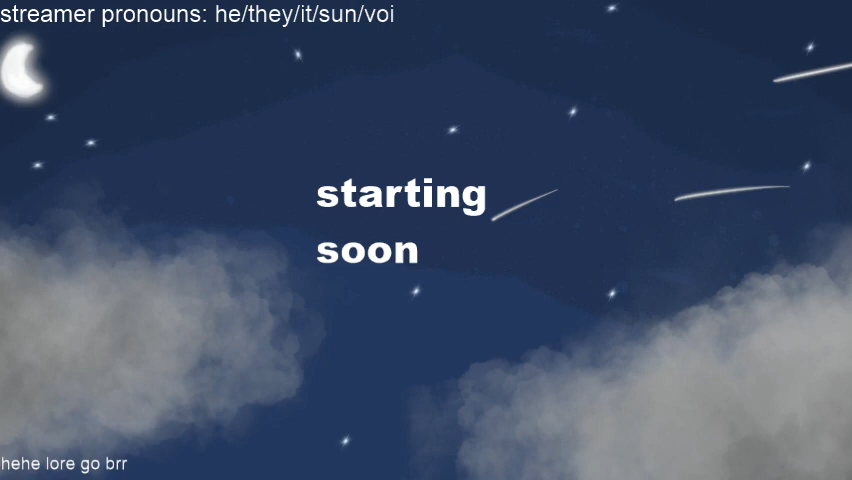 streamer pronouns: he/they/it/sun/voi
starting
soon
hehe lore go brr